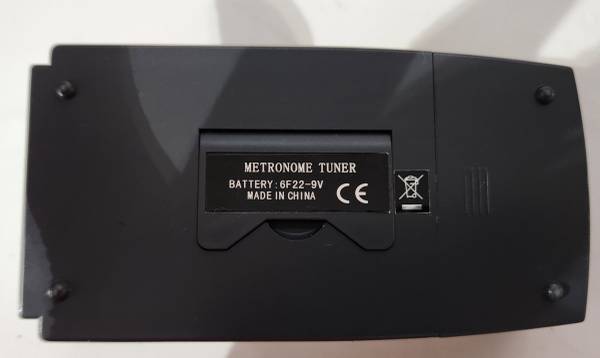 METRONOME TUNER
BATTERY:6F22-9V
MADE IN CHINA
CE